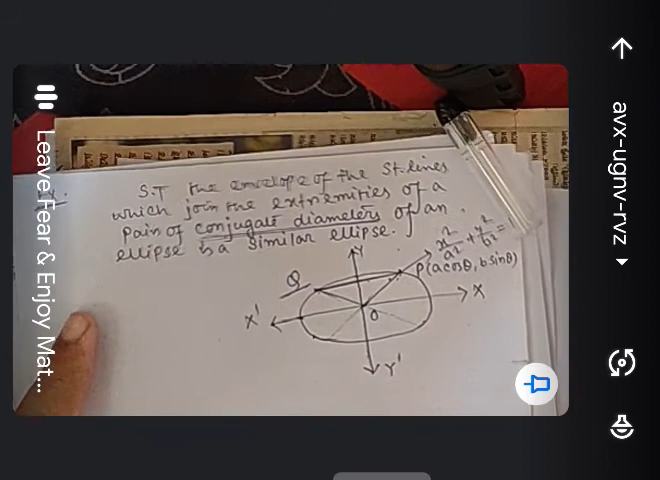 S.T the envelope of the St. lines
which join the extremities of a
Pair of conjugate diameters of an
ellipse is a similar ellipse.
x²/a² + y²/b² =
P(a cosθ, b sinθ)
Q
Y
X
O
X'
Y'
Leave Fear & Enjoy Mat...
avx-ugnv-rvz